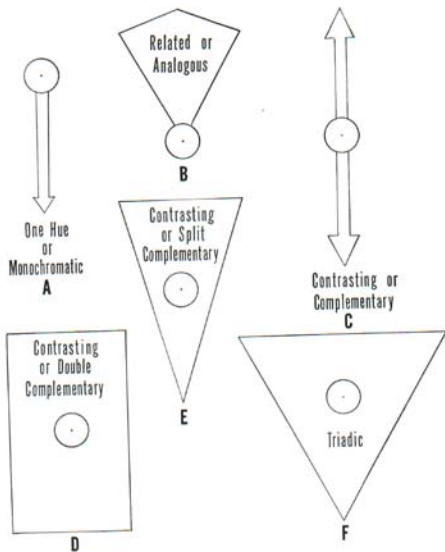 Related or
Analogous
B
One Hue
or
Monochromatic
A
Contrasting
or Split
Complementary
E
Contrasting or
Complementary
C
Contrasting
or Double
Complementary
D
Triadic
F